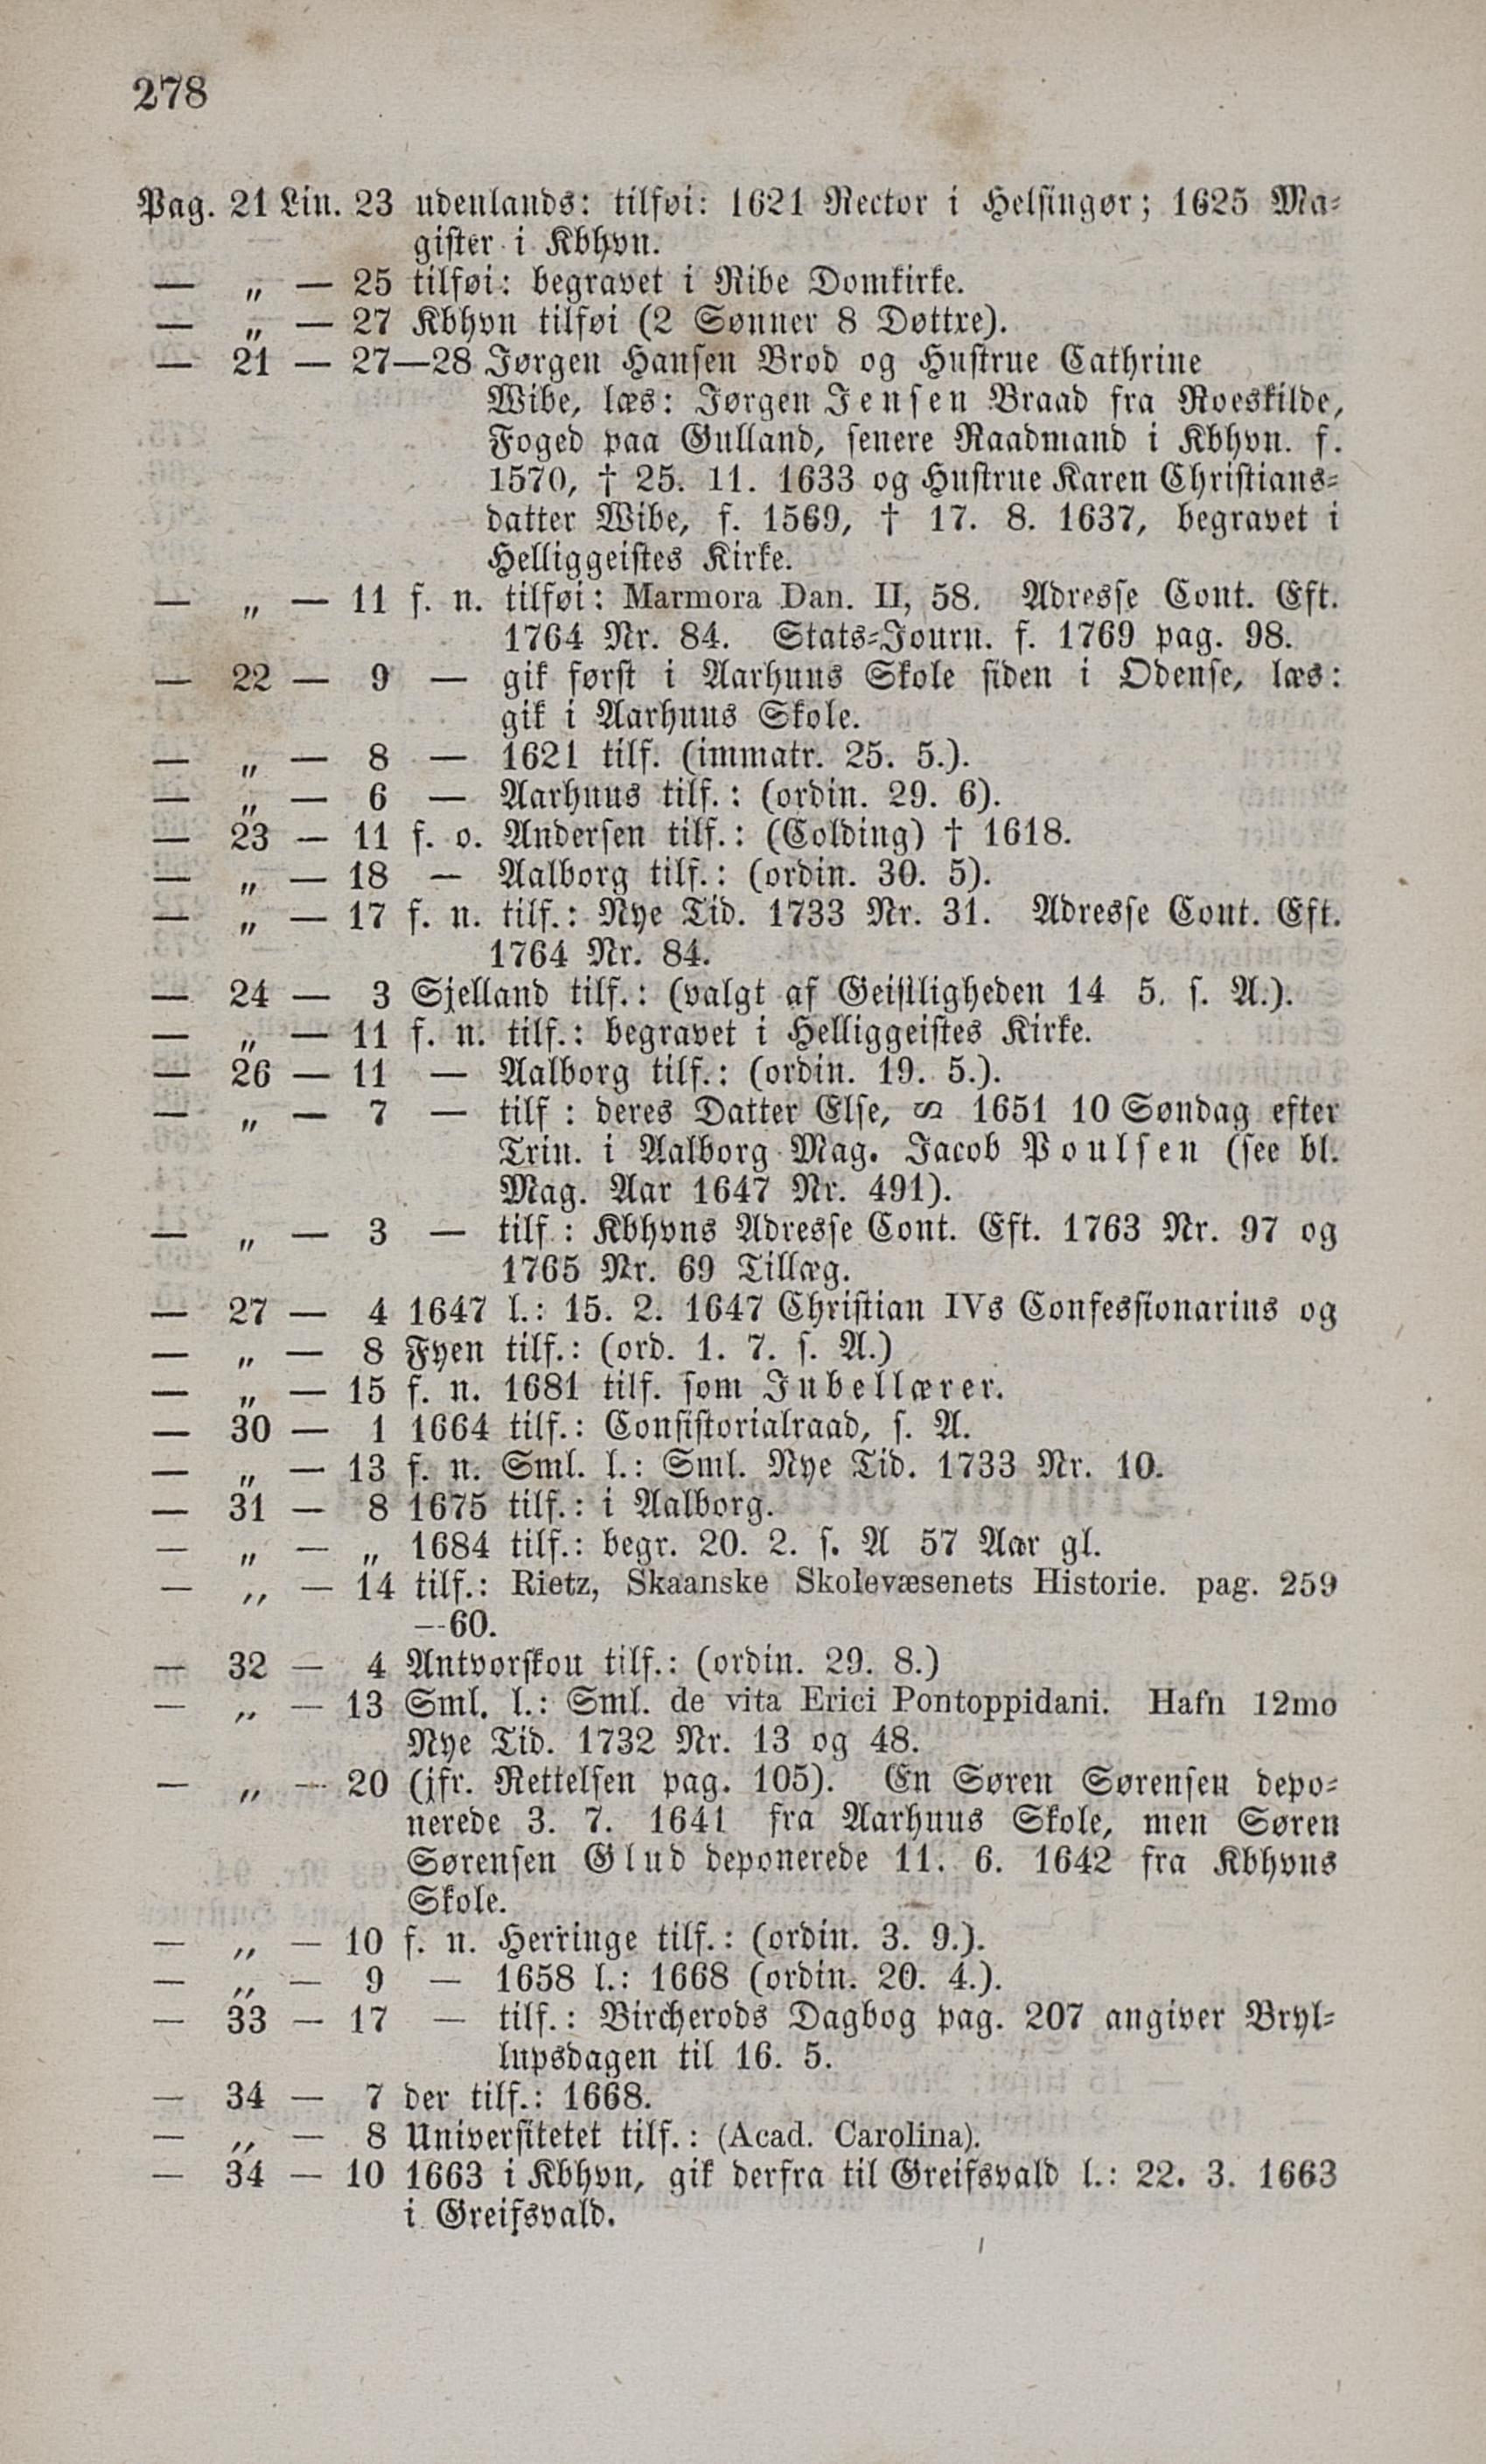 278
Pag. 21 Lin. 23 udenlands: tilføi: 1621 Rector i Helsingør; 1625 Ma-
gister i Kbhvn.
— „ — 25 tilføi: begravet i Ribe Domkirke.
— „ — 27 Kbhvn tilføi (2 Sønner 8 Døttre).
— 21 — 27—28 Jørgen Hansen Brod og Hustrue Cathrine
Wibe, læs: Jørgen Jensen Braad fra Roeskilde,
Foged paa Gulland, senere Raadmand i Kbhvn. f.
1570, † 25. 11. 1633 og Hustrue Karen Christians-
datter Wibe, f. 1569, † 17. 8. 1637, begravet i
Helliggeistes Kirke.
— „ — 11 f. n. tilføi: Marmora Dan. II, 58. Adresse Cont. Eft.
1764 Nr. 84. Stats-Journ. f. 1769 pag. 98.
— 22 — 9 — gik først i Aarhuus Skole siden i Odense, læs:
gik i Aarhuus Skole.
— „ — 8 — 1621 tilf. (immatr. 25. 5.).
— „ — 6 — Aarhuus tilf.: (ordin. 29. 6).
— 23 — 11 f. o. Andersen tilf.: (Colding) † 1618.
— „ — 18 — Aalborg tilf.: (ordin. 30. 5).
— „ — 17 f. n. tilf.: Nye Tid. 1733 Nr. 31. Adresse Cont. Eft.
1764 Nr. 84.
— 24 — 3 Sjelland tilf.: (valgt af Geistligheden 14 5. s. A.).
— „ — 11 f. n. tilf.: begravet i Helliggeistes Kirke.
— 26 — 11 — Aalborg tilf.: (ordin. 19. 5.).
— „ — 7 — tilf : deres Datter Else, ∽ 1651 10 Søndag efter
Trin. i Aalborg Mag. Jacob Poulsen (see bl.
Mag. Aar 1647 Nr. 491).
— „ — 3 — tilf : Kbhvns Adresse Cont. Eft. 1763 Nr. 97 og
1765 Nr. 69 Tillæg.
— 27 — 4 1647 l.: 15. 2. 1647 Christian IVs Confessionarius og
— „ — 8 Fyen tilf.: (ord. 1. 7. s. A.)
— „ — 15 f. n. 1681 tilf. som Jubellærer.
— 30 — 1 1664 tilf.: Consistorialraad, s. A.
— „ — 13 f. n. Sml. l.: Sml. Nye Tid. 1733 Nr. 10.
— 31 — 8 1675 tilf.: i Aalborg.
— „ — „ 1684 tilf.: begr. 20. 2. s. A 57 Aar gl.
— „ — 14 tilf.: Rietz, Skaanske Skolevæsenets Historie. pag. 259
—60.
— 32 — 4 Antvorskou tilf.: (ordin. 29. 8.)
— „ — 13 Sml. l.: Sml. de vita Erici Pontoppidani. Hafn 12mo
Nye Tid. 1732 Nr. 13 og 48.
— „ — 20 (jfr. Rettelsen pag. 105). En Søren Sørensen depo-
nerede 3. 7. 1641 fra Aarhuus Skole, men Søren
Sørensen Glud deponerede 11. 6. 1642 fra Kbhvns
Skole.
— „ — 10 f. n. Herringe tilf.: (ordin. 3. 9.).
— „ — 9 — 1658 l.: 1668 (ordin. 20. 4.).
— 33 — 17 — tilf.: Bircherods Dagbog pag. 207 angiver Bryl-
lupsdagen til 16. 5.
— 34 — 7 der tilf.: 1668.
— „ — 8 Universitetet tilf.: (Acad. Carolina).
— 34 — 10 1663 i Kbhvn, gik derfra til Greifsvald l.: 22. 3. 1663
i Greifsvald.